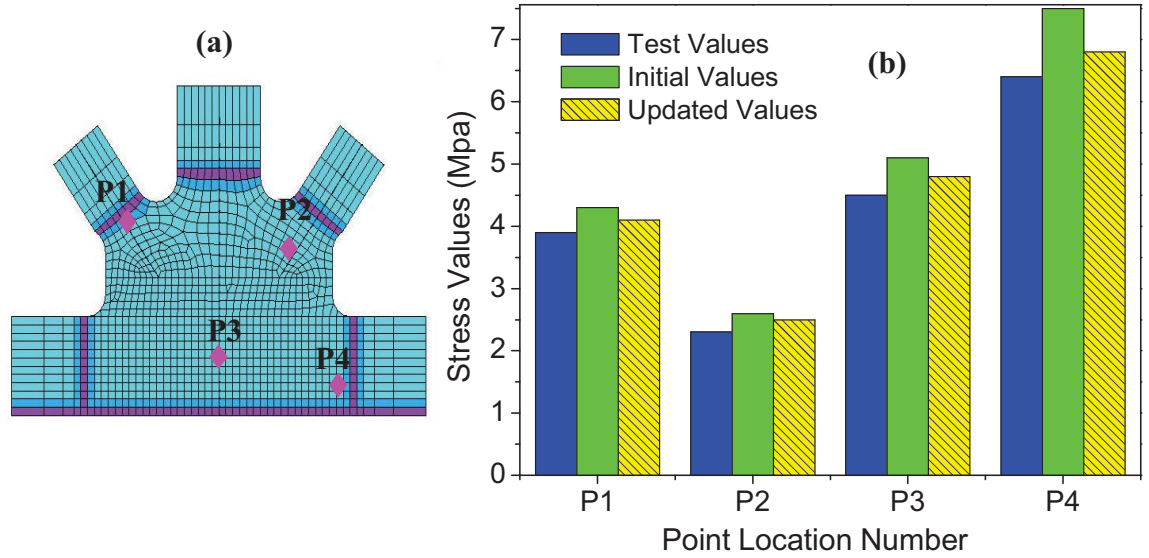 (a)
P1
P2
P3
P4
(b)
Test Values
Initial Values
Updated Values
Stress Values (Mpa)
7
6
5
4
3
2
1
0
P1 P2 P3 P4
Point Location Number